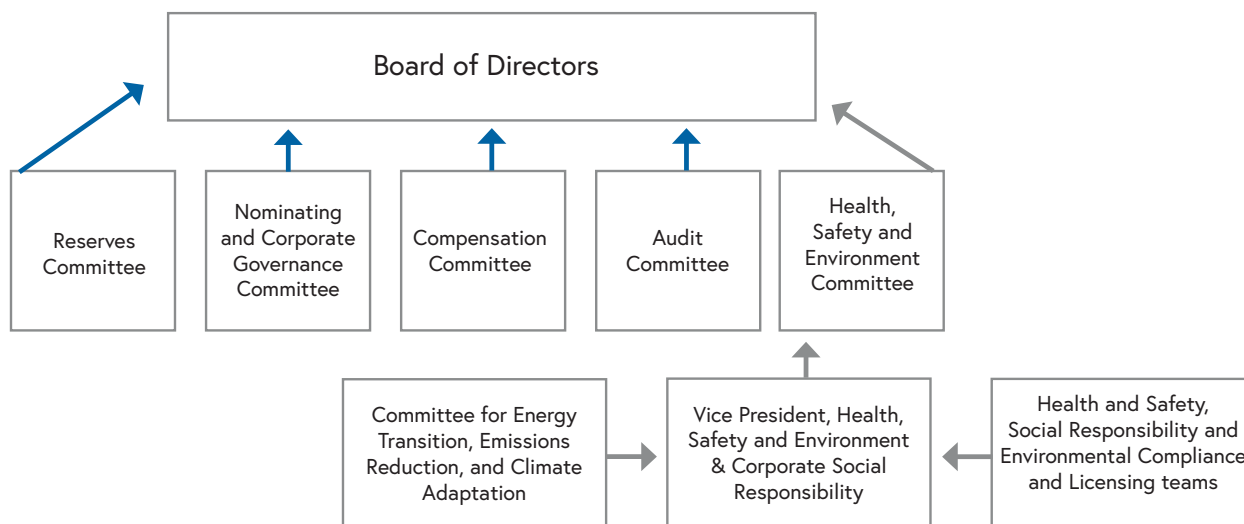 Board of Directors
Reserves
Committee
Nominating
and Corporate
Governance
Committee
Compensation
Committee
Audit
Committee
Health,
Safety and
Environment
Committee
Committee for Energy
Transition, Emissions
Reduction, and Climate
Adaptation
Vice President, Health,
Safety and Environment
& Corporate Social
Responsibility
Health and Safety,
Social Responsibility and
Environmental Compliance
and Licensing teams